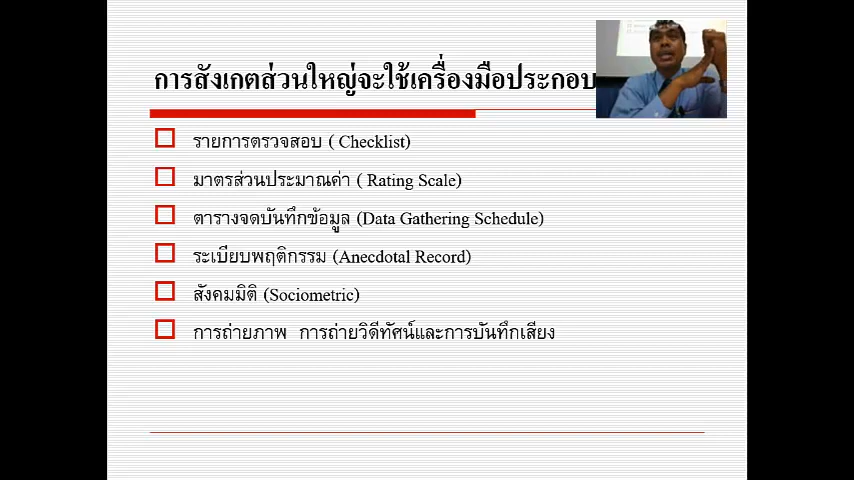 การสังเกตส่วนใหญ่จะใช้เครื่องมือประกอบ
รายการตรวจสอบ ( Checklist)
มาตรส่วนประมาณค่า ( Rating Scale)
ตารางจดบันทึกข้อมูล (Data Gathering Schedule)
ระเบียบพฤติกรรม (Anecdotal Record)
สังคมมิติ (Sociometric)
การถ่ายภาพ การถ่ายวิดีทัศน์และการบันทึกเสียง